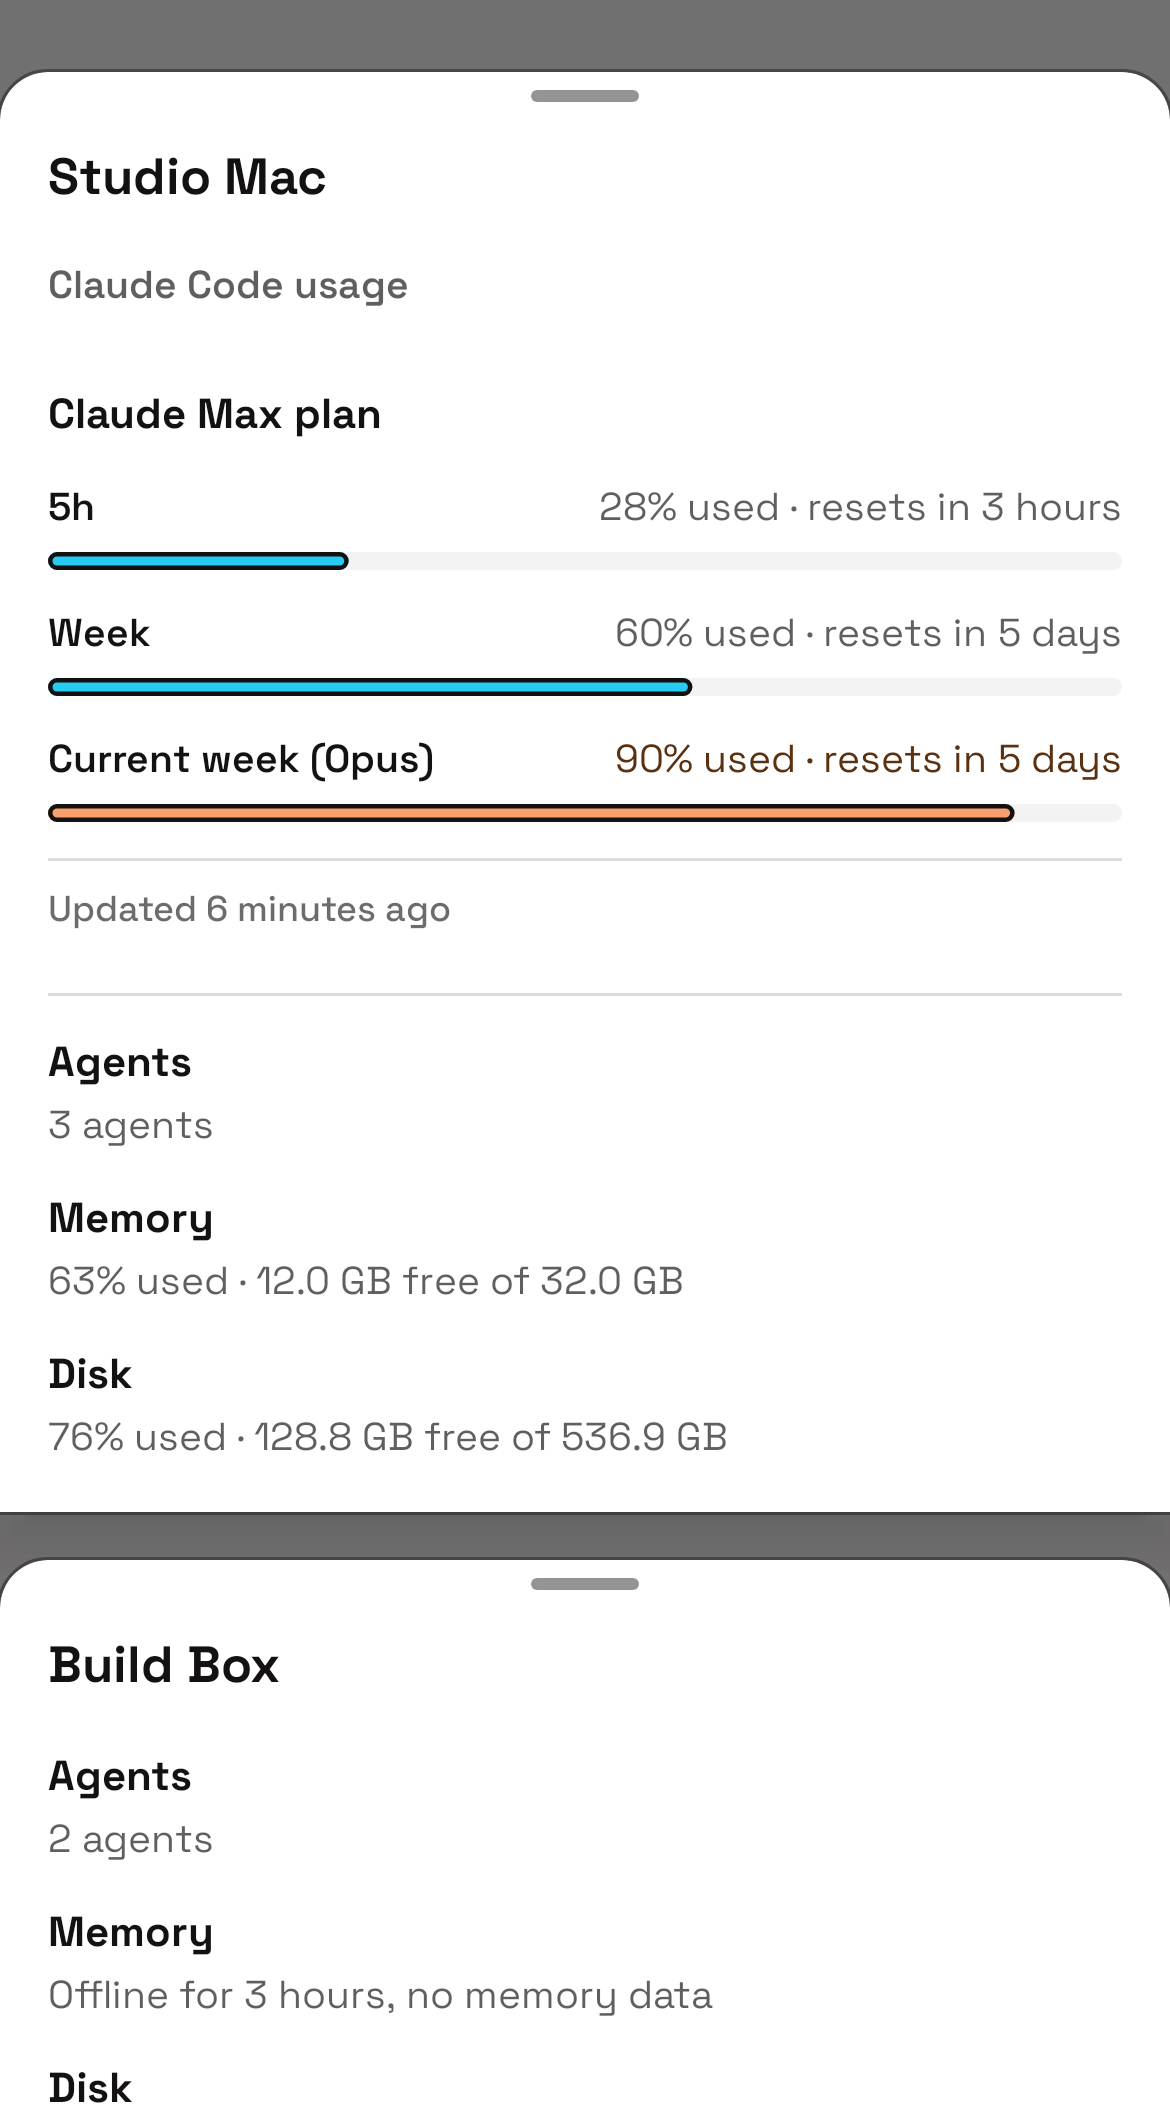 Studio Mac
Claude Code usage
Claude Max plan
5h 28% used · resets in 3 hours
Week 60% used · resets in 5 days
Current week (Opus) 90% used · resets in 5 days
Updated 6 minutes ago
Agents
3 agents
Memory
63% used · 12.0 GB free of 32.0 GB
Disk
76% used · 128.8 GB free of 536.9 GB
Build Box
Agents
2 agents
Memory
Offline for 3 hours, no memory data
Disk